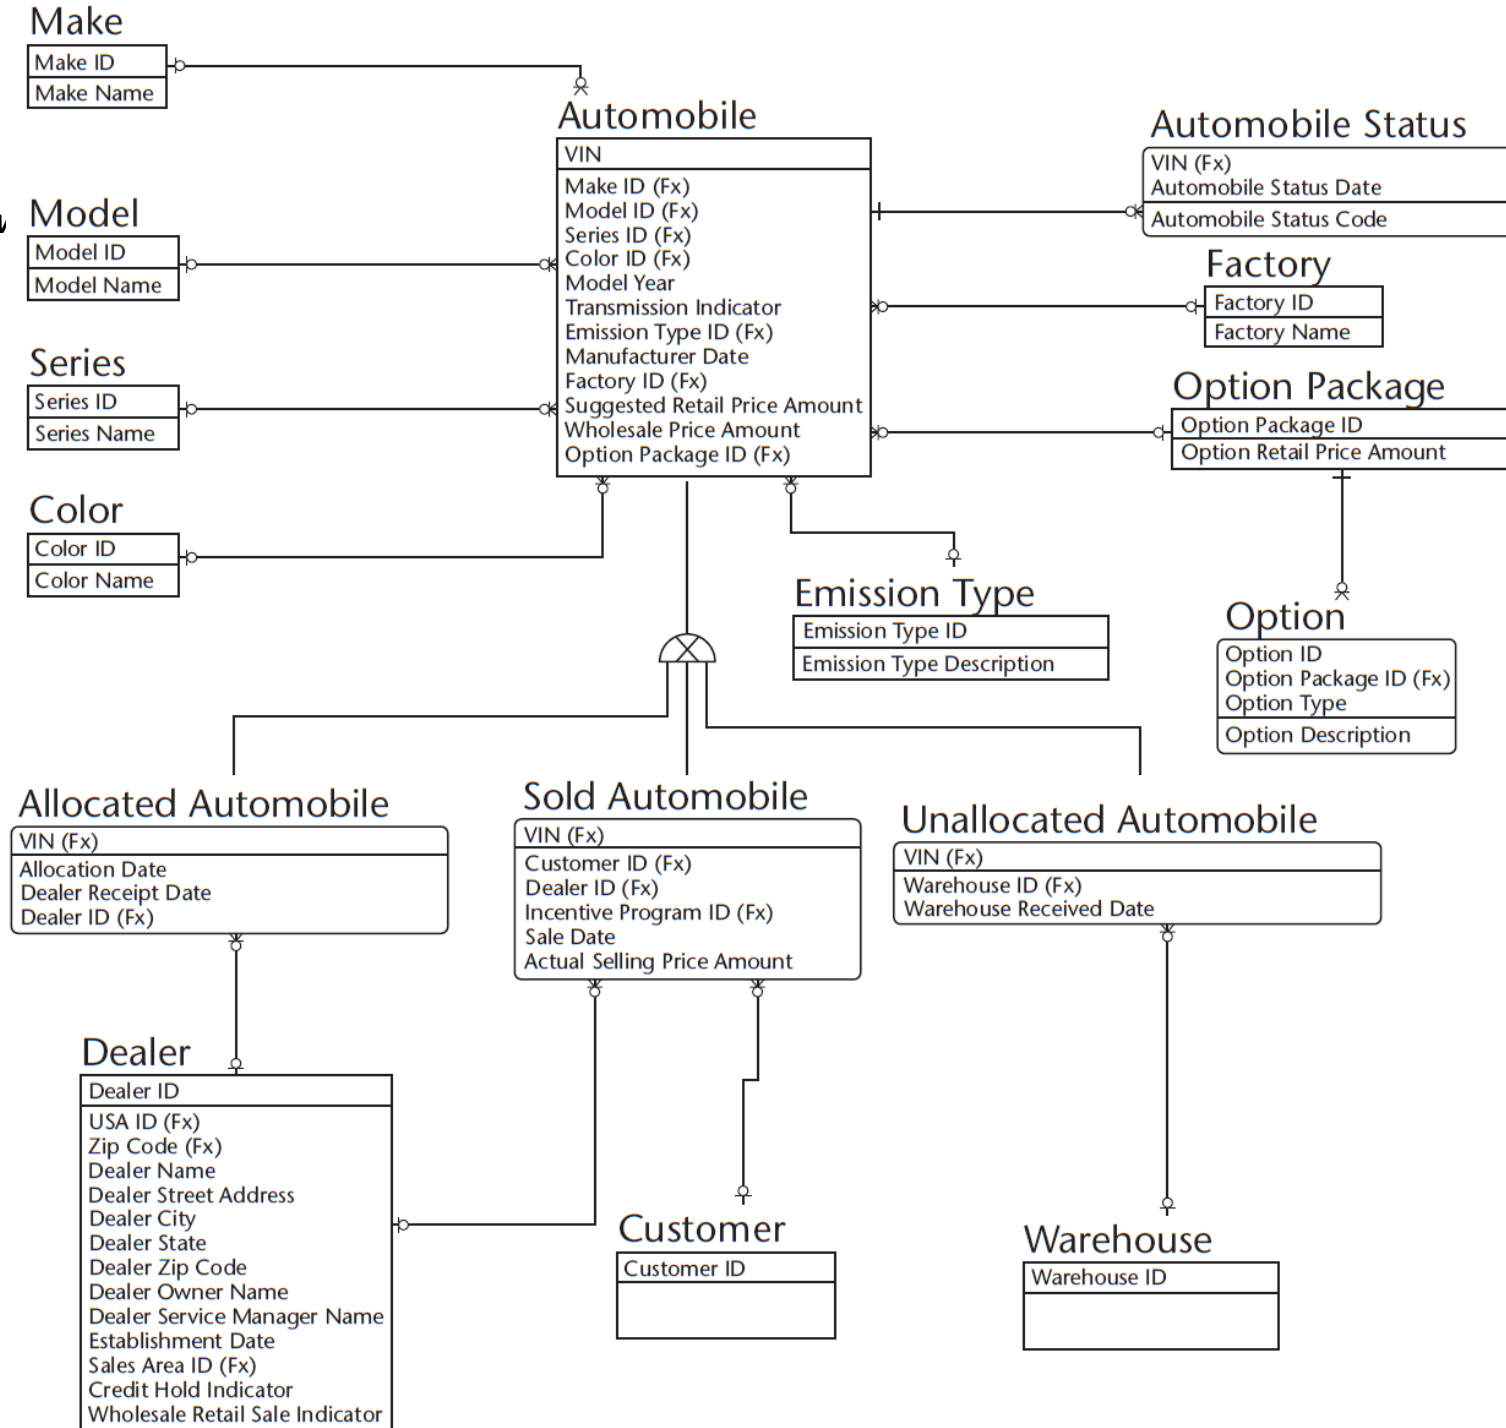 Make
Make ID
Make Name
Automobile
VIN
Make ID (Fx)
Model ID (Fx)
Series ID (Fx)
Color ID (Fx)
Model Year
Transmission Indicator
Emission Type ID (Fx)
Manufacturer Date
Factory ID (Fx)
Suggested Retail Price Amount
Wholesale Price Amount
Option Package ID (Fx)
Automobile Status
VIN (Fx)
Automobile Status Date
Automobile Status Code
Model
Model ID
Model Name
Factory
Factory ID
Factory Name
Series
Series ID
Series Name
Option Package
Option Package ID
Option Retail Price Amount
Color
Color ID
Color Name
Emission Type
Emission Type ID
Emission Type Description
Option
Option ID
Option Package ID (Fx)
Option Type
Option Description
Allocated Automobile
VIN (Fx)
Allocation Date
Dealer Receipt Date
Dealer ID (Fx)
Sold Automobile
VIN (Fx)
Customer ID (Fx)
Dealer ID (Fx)
Incentive Program ID (Fx)
Sale Date
Actual Selling Price Amount
Unallocated Automobile
VIN (Fx)
Warehouse ID (Fx)
Warehouse Received Date
Dealer
Dealer ID
USA ID (Fx)
Zip Code (Fx)
Dealer Name
Dealer Street Address
Dealer City
Dealer State
Dealer Zip Code
Dealer Owner Name
Dealer Service Manager Name
Establishment Date
Sales Area ID (Fx)
Credit Hold Indicator
Wholesale Retail Sale Indicator
Customer
Customer ID
Warehouse
Warehouse ID